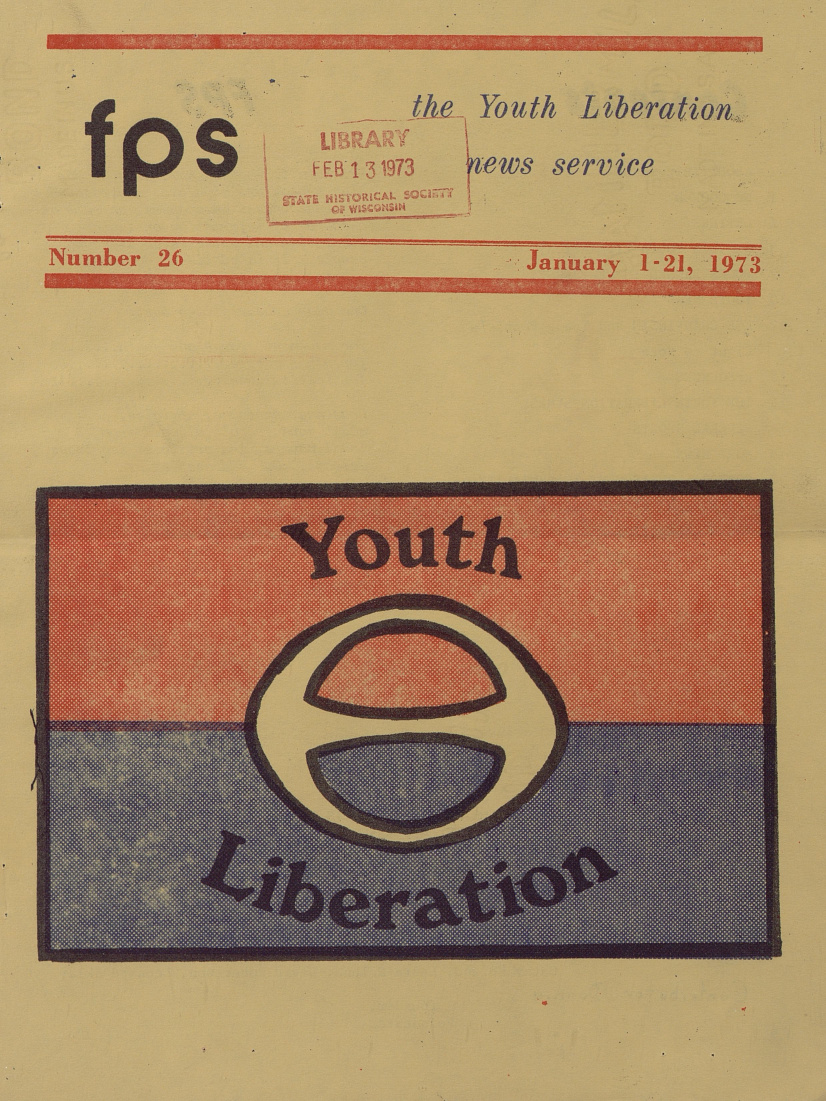 fps
the Youth Liberation
news service
LIBRARY
FEB 13 1973
STATE HISTORICAL SOCIETY
OF WISCONSIN
Number 26
January 1-21, 1973
Youth
Liberation